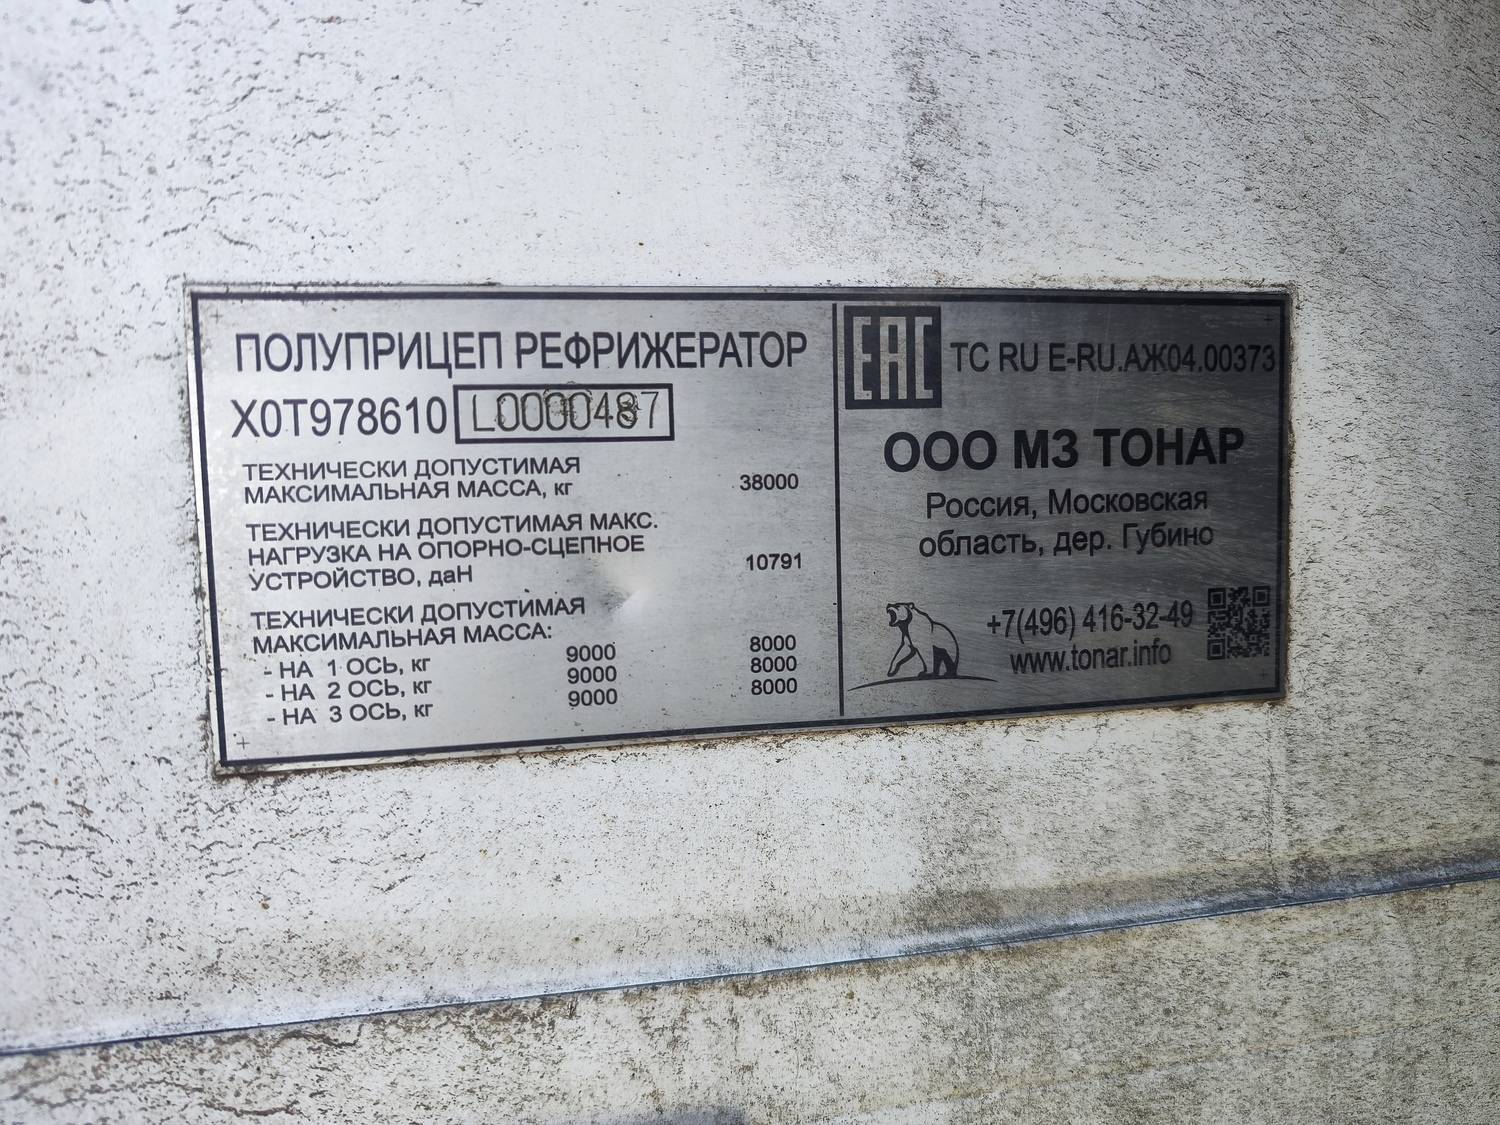 ПОЛУПРИЦЕП РЕФРИЖЕРАТОР
X0T978610 L0000487
ТЕХНИЧЕСКИ ДОПУСТИМАЯ
МАКСИМАЛЬНАЯ МАССА, кг 38000
ТЕХНИЧЕСКИ ДОПУСТИМАЯ МАКС.
НАГРУЗКА НА ОПОРНО-СЦЕПНОЕ
УСТРОЙСТВО, даН 10791
ТЕХНИЧЕСКИ ДОПУСТИМАЯ
МАКСИМАЛЬНАЯ МАССА:
- НА 1 ОСЬ, кг 9000 8000
- НА 2 ОСЬ, кг 9000 8000
- НА 3 ОСЬ, кг 9000 8000
EAC ТС RU E-RU.АЖ04.00373
ООО МЗ ТОНАР
Россия, Московская
область, дер. Губино
+7(496) 416-32-49
www.tonar.info